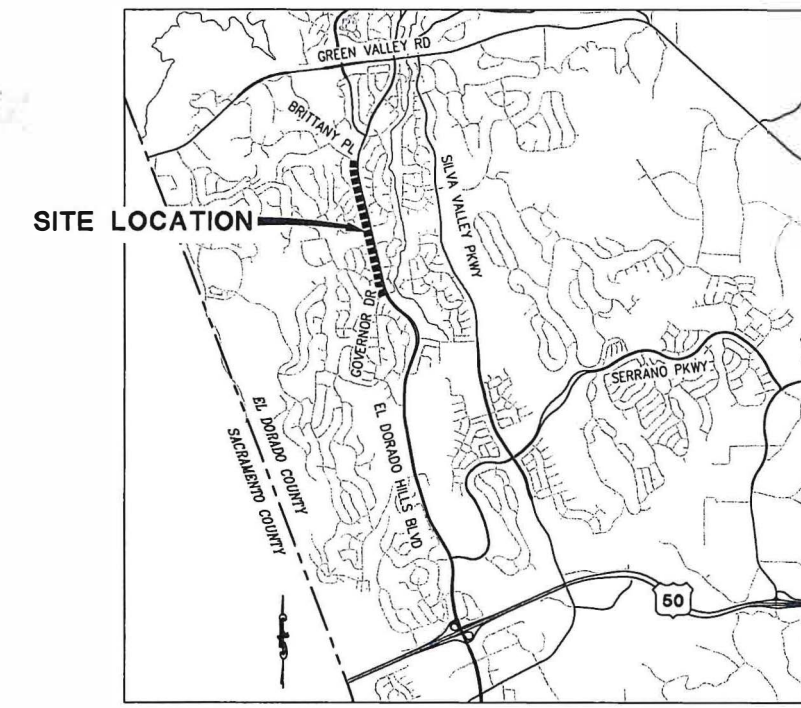 GREEN VALLEY RD
BRITTANY PL
SILVA VALLEY PKWY
SITE LOCATION
GOVERNOR DR
SERRANO PKWY
EL DORADO COUNTY
SACRAMENTO COUNTY
EL DORADO HILLS BLVD
50